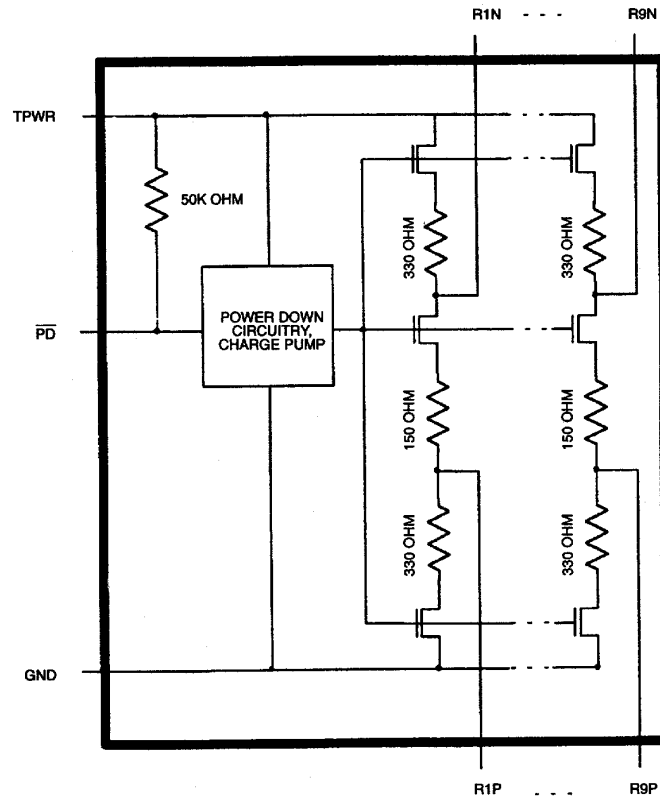 R1N - - - R9N
TPWR
50K OHM
330 OHM
330 OHM
PD
POWER DOWN
CIRCUITRY,
CHARGE PUMP
150 OHM
150 OHM
330 OHM
330 OHM
GND
R1P - - - R9P